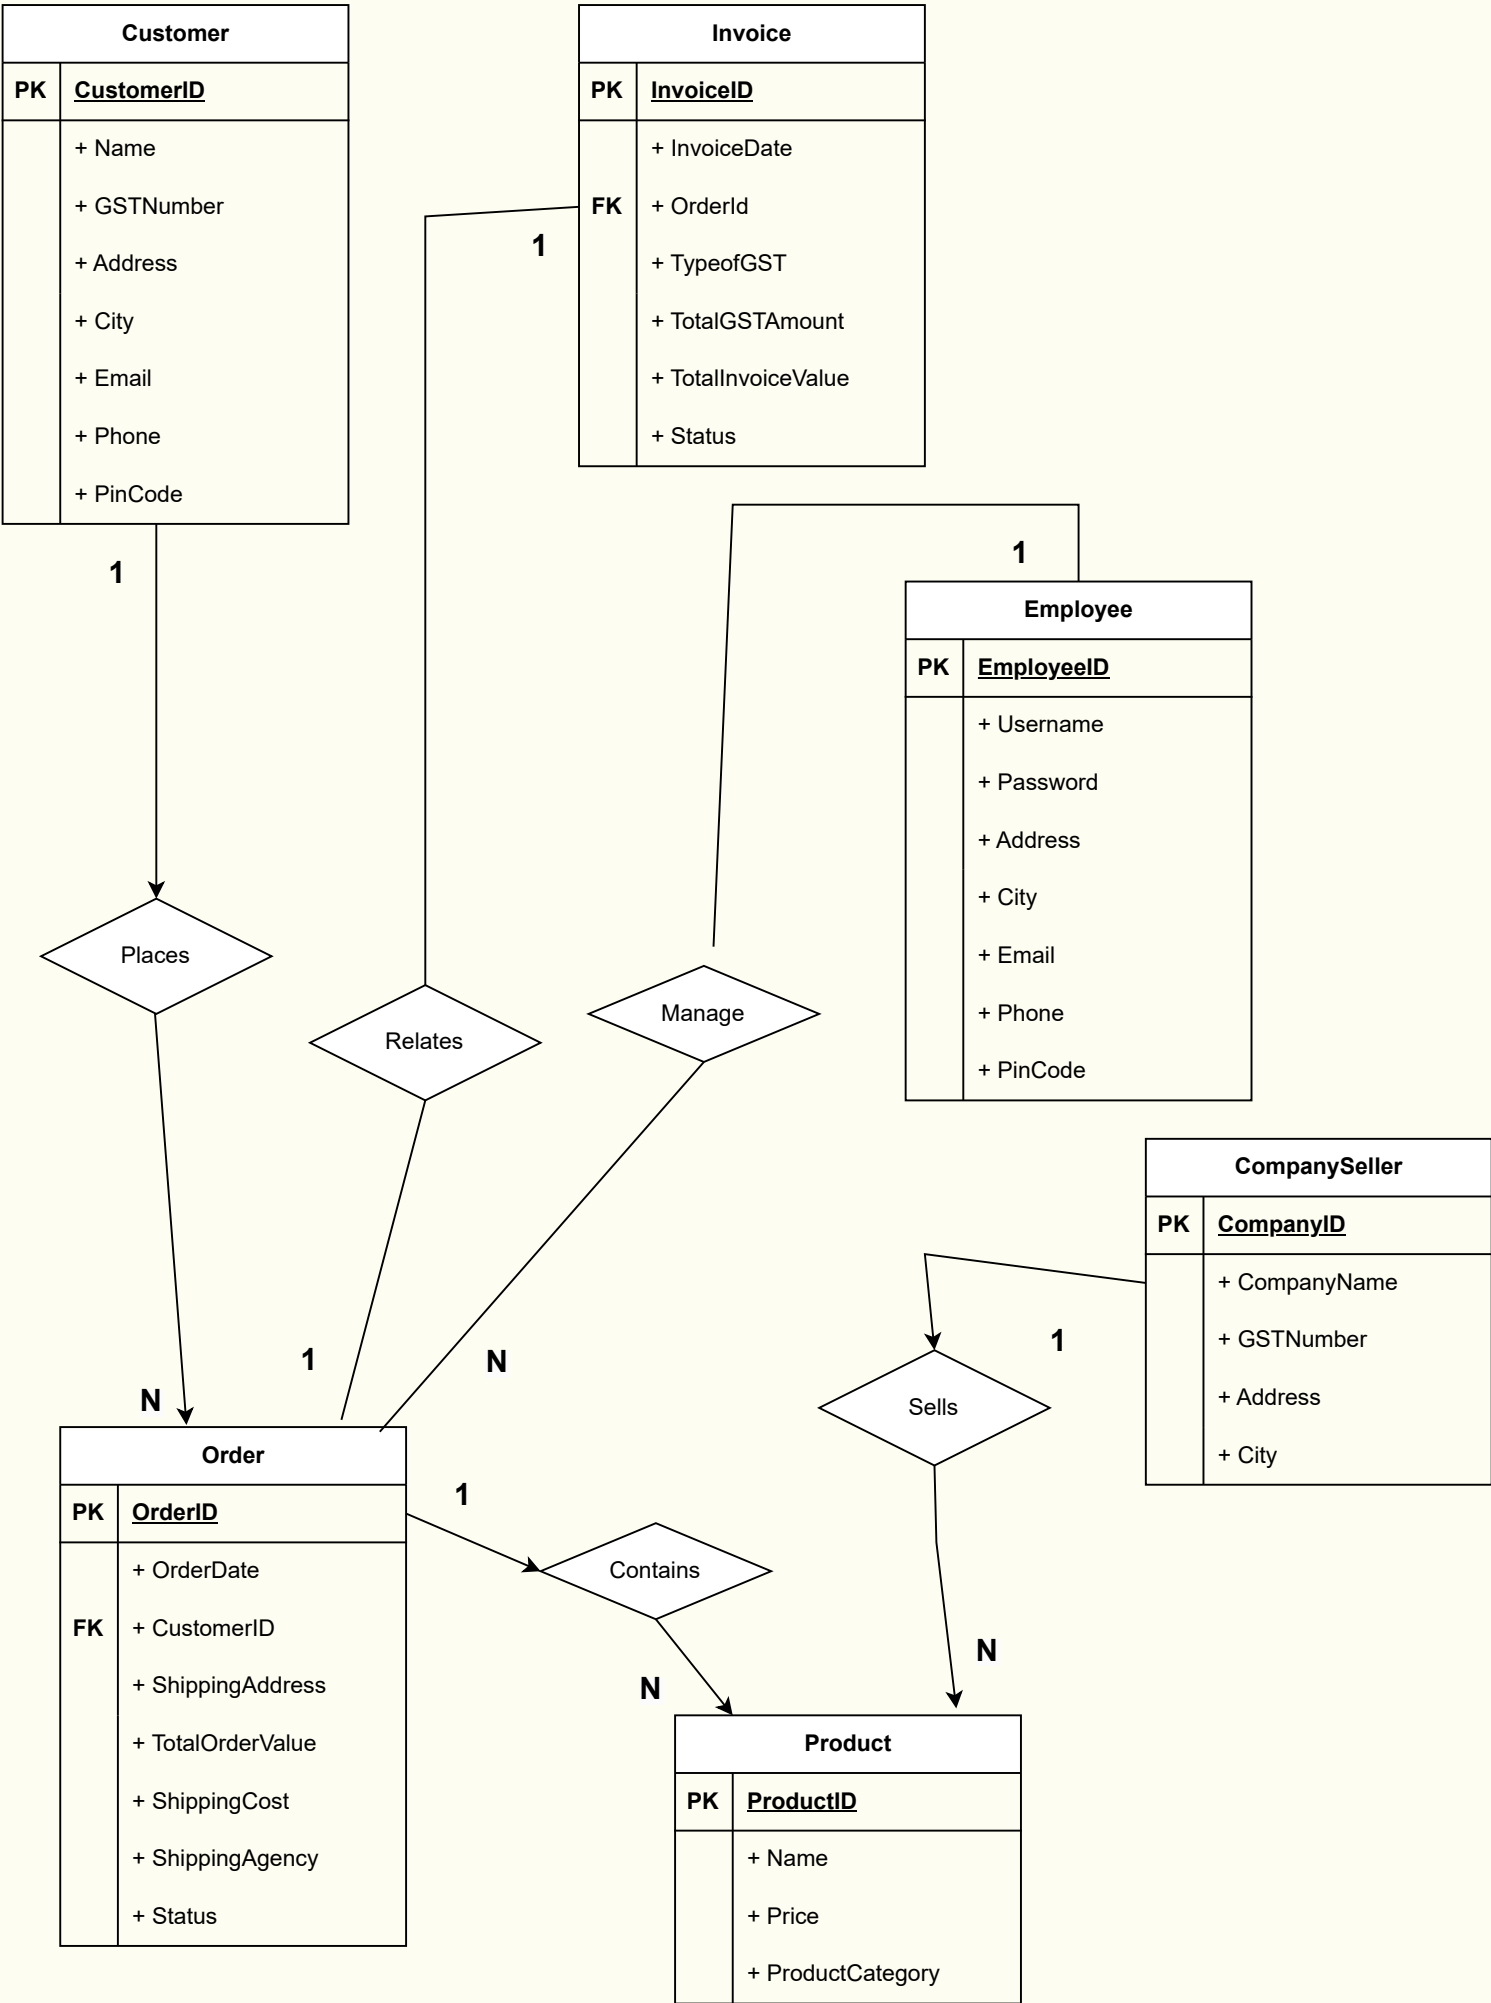 Customer
PK CustomerID
+ Name
+ GSTNumber
+ Address
+ City
+ Email
+ Phone
+ PinCode
1
Invoice
PK InvoiceID
+ InvoiceDate
FK + OrderId
+ TypeofGST
+ TotalGSTAmount
+ TotalInvoiceValue
+ Status
1
1
Employee
PK EmployeeID
+ Username
+ Password
+ Address
+ City
+ Email
+ Phone
+ PinCode
Places
Relates
Manage
CompanySeller
PK CompanyID
+ CompanyName
+ GSTNumber
+ Address
+ City
1
Sells
N
1
N
N
Order
PK OrderID
+ OrderDate
FK + CustomerID
+ ShippingAddress
+ TotalOrderValue
+ ShippingCost
+ ShippingAgency
+ Status
1
Contains
N
Product
PK ProductID
+ Name
+ Price
+ ProductCategory